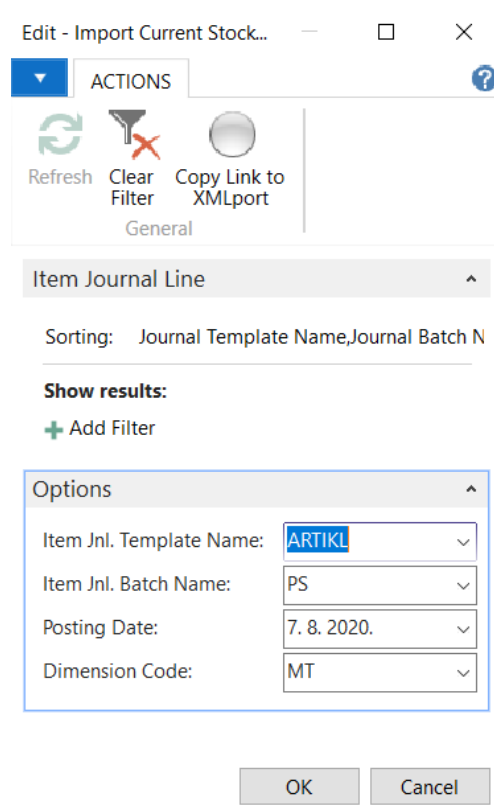 Edit - Import Current Stock...
ACTIONS
?
Refresh
Clear Filter
Copy Link to XMLport
General
Item Journal Line
Sorting: Journal Template Name,Journal Batch N
Show results:
Add Filter
Options
Item Jnl. Template Name: ARTIKL
Item Jnl. Batch Name: PS
Posting Date: 7. 8. 2020.
Dimension Code: MT
OK Cancel